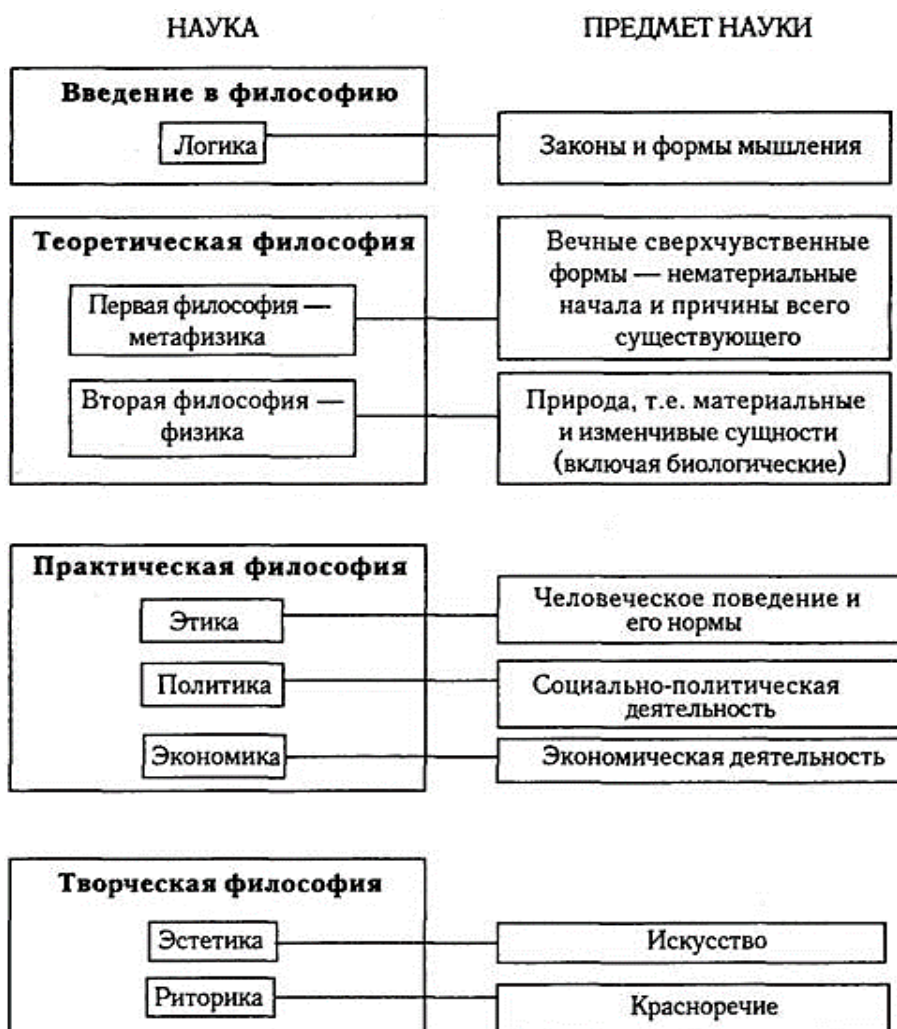 НАУКА
ПРЕДМЕТ НАУКИ
Введение в философию
Логика
Законы и формы мышления
Теоретическая философия
Первая философия —
метафизика
Вечные сверхчувственные
формы — нематериальные
начала и причины всего
существующего
Вторая философия —
физика
Природа, т.е. материальные
и изменчивые сущности
(включая биологические)
Практическая философия
Этика
Человеческое поведение и
его нормы
Политика
Социально-политическая
деятельность
Экономика
Экономическая деятельность
Творческая философия
Эстетика
Искусство
Риторика
Красноречие